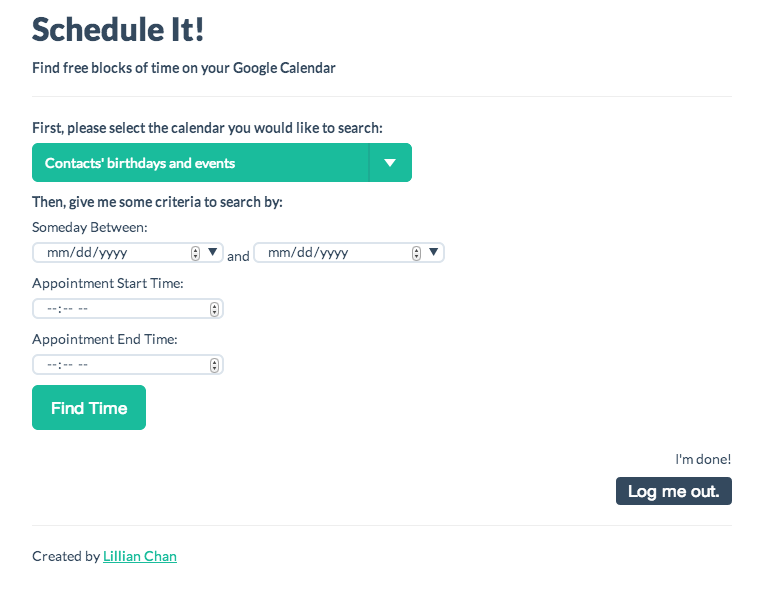 Schedule It!
Find free blocks of time on your Google Calendar
First, please select the calendar you would like to search:
Contacts' birthdays and events
Then, give me some criteria to search by:
Someday Between:
mm/dd/yyyy and mm/dd/yyyy
Appointment Start Time:
--:-- --
Appointment End Time:
--:-- --
Find Time
I'm done!
Log me out.
Created by Lillian Chan